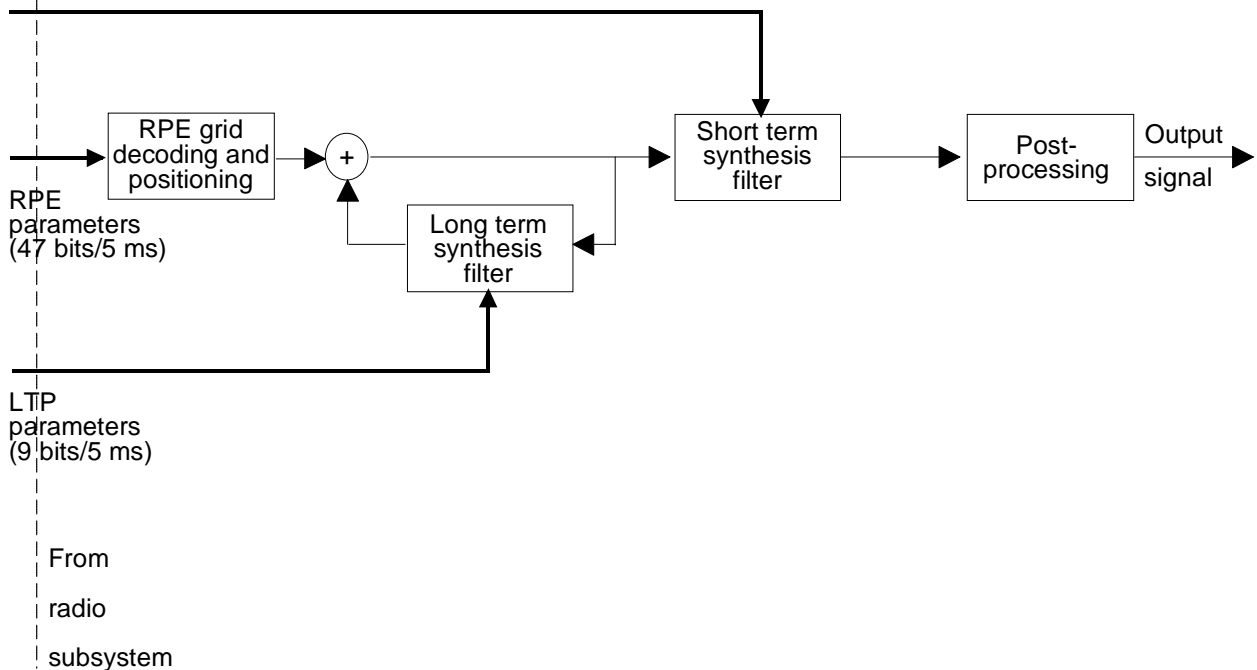 RPE grid
decoding and
positioning
+
Short term
synthesis
filter
Post-
processing
Output
signal
RPE
parameters
(47 bits/5 ms)
Long term
synthesis
filter
LTP
parameters
(9 bits/5 ms)
From
radio
subsystem